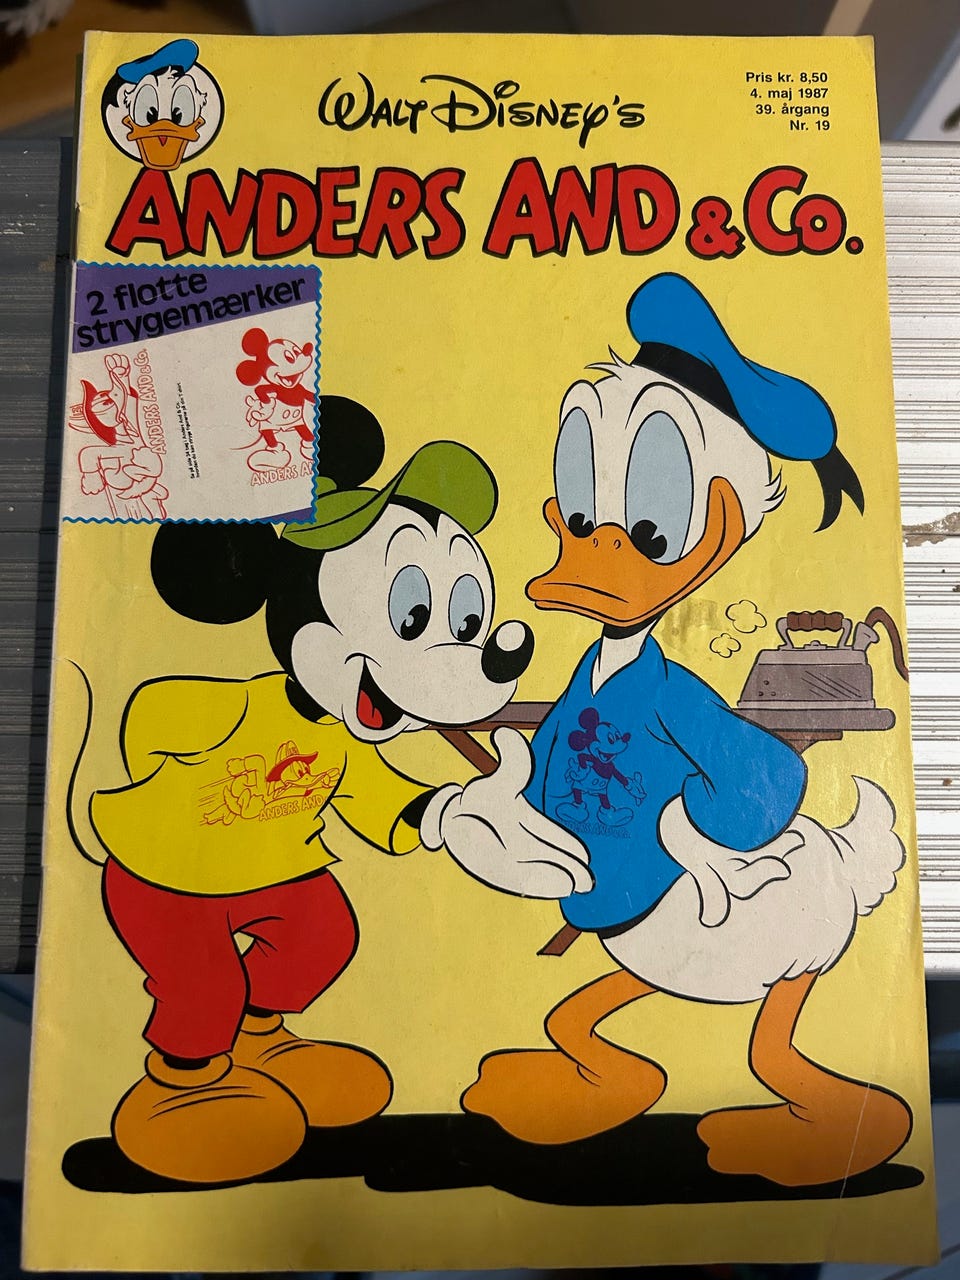 WALT DISNEY'S
Pris kr. 8,50
4. maj 1987
39. årgang
Nr. 19
ANDERS AND & Co.
2 flotte
strygemærker
ANDERS AND & Co.
ANDERS A
ANDERS AND